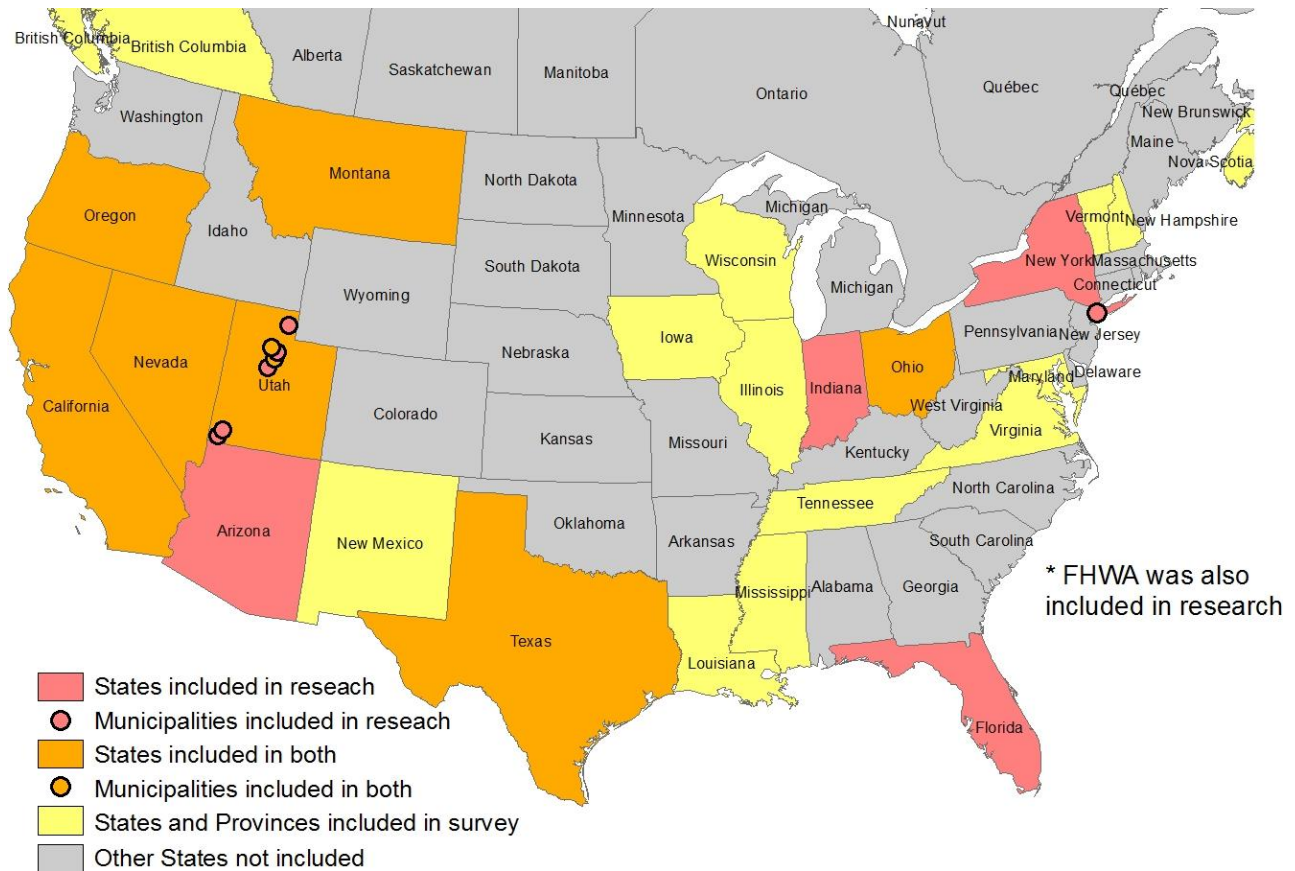 Nunavut
British Columbia
British Columbia
Alberta
Saskatchewan
Manitoba
Ontario
Québec
Québec
New Brunswick
Washington
Maine
Nova Scotia
Montana
North Dakota
Minnesota
Michigan
Oregon
Vermont
New Hampshire
Idaho
South Dakota
Wisconsin
New York
Massachusetts
Wyoming
Michigan
Connecticut
Pennsylvania
New Jersey
Iowa
Nebraska
Nevada
Utah
Illinois
Indiana
Ohio
Maryland
Delaware
California
Colorado
West Virginia
Virginia
Kansas
Missouri
Kentucky
North Carolina
Tennessee
Arizona
New Mexico
Oklahoma
Arkansas
South Carolina
Mississippi
Alabama
Georgia
* FHWA was also
included in research
Texas
Louisiana
Florida
States included in reseach
Municipalities included in reseach
States included in both
Municipalities included in both
States and Provinces included in survey
Other States not included